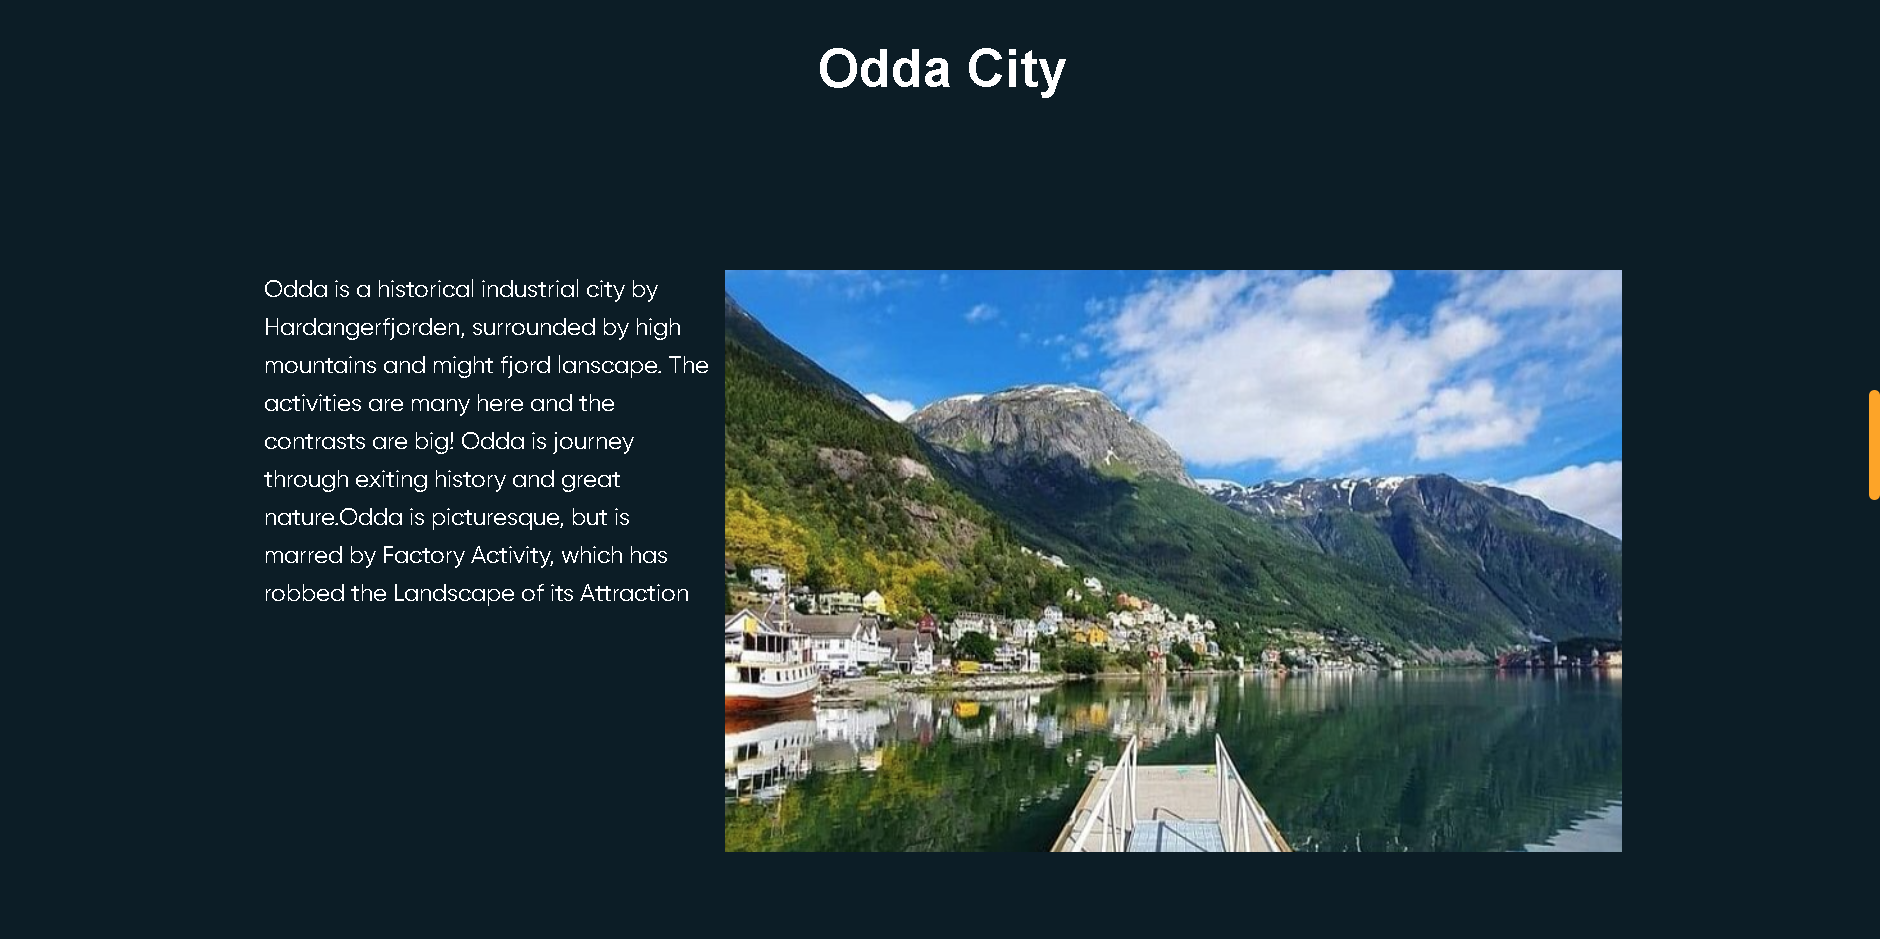 Odda City
Odda is a historical industrial city by
Hardangerfjorden, surrounded by high
mountains and might fjord lanscape. The
activities are many here and the
contrasts are big! Odda is journey
through exiting history and great
nature.Odda is picturesque, but is
marred by Factory Activity, which has
robbed the Landscape of its Attraction